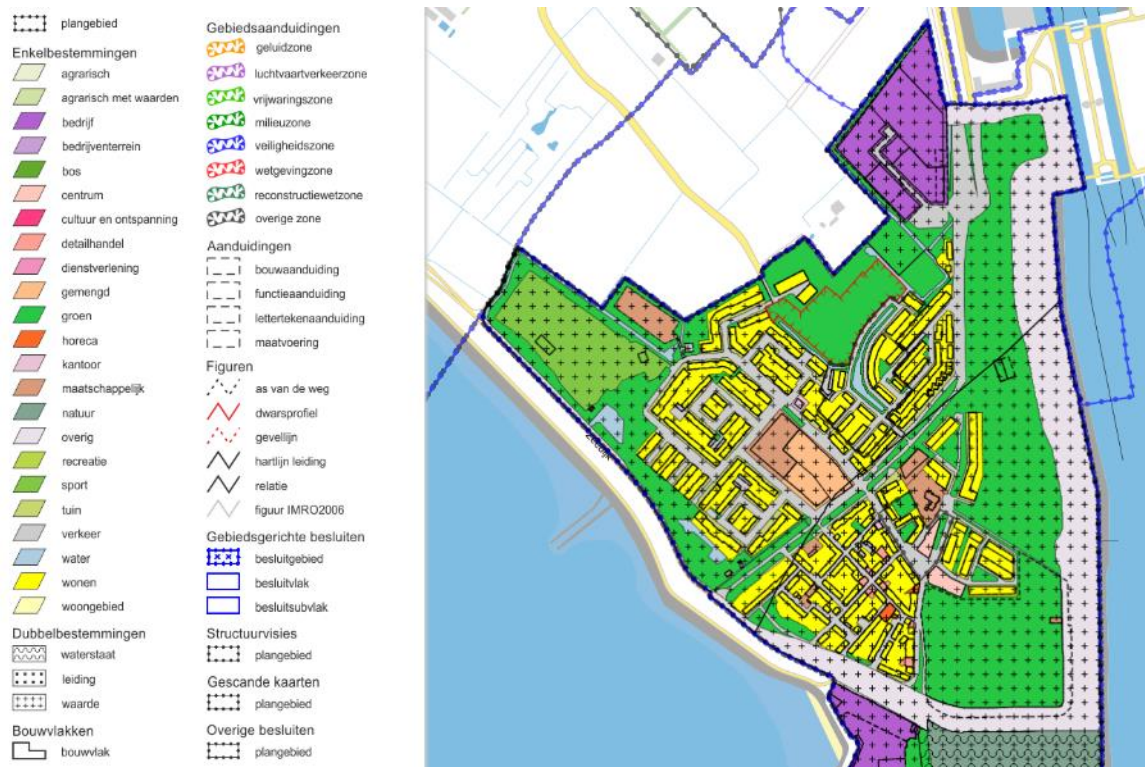 plangebied
Enkelbestemmingen
agrarisch
agrarisch met waarden
bedrijf
bedrijventerrein
bos
centrum
cultuur en ontspanning
detailhandel
dienstverlening
gemengd
groen
horeca
kantoor
maatschappelijk
natuur
overig
recreatie
sport
tuin
verkeer
water
wonen
woongebied
Dubbelbestemmingen
waterstaat
leiding
waarde
Bouwvlakken
bouwvlak
Gebiedsaanduidingen
geluidzone
luchtvaartverkeerzone
vrijwaringszone
milieuzone
veiligheidszone
wetgevingzone
reconstructiewetzone
overige zone
Aanduidingen
bouwaanduiding
functieaanduiding
lettertekenaanduiding
maatvoering
Figuren
as van de weg
dwarsprofiel
gevellijn
hartlijn leiding
relatie
figuur IMRO2006
Gebiedsgerichte besluiten
besluitgebied
besluitvlak
besluitsubvlak
Structuurvisies
plangebied
Gescande kaarten
plangebied
Overige besluiten
plangebied
Zeedijk